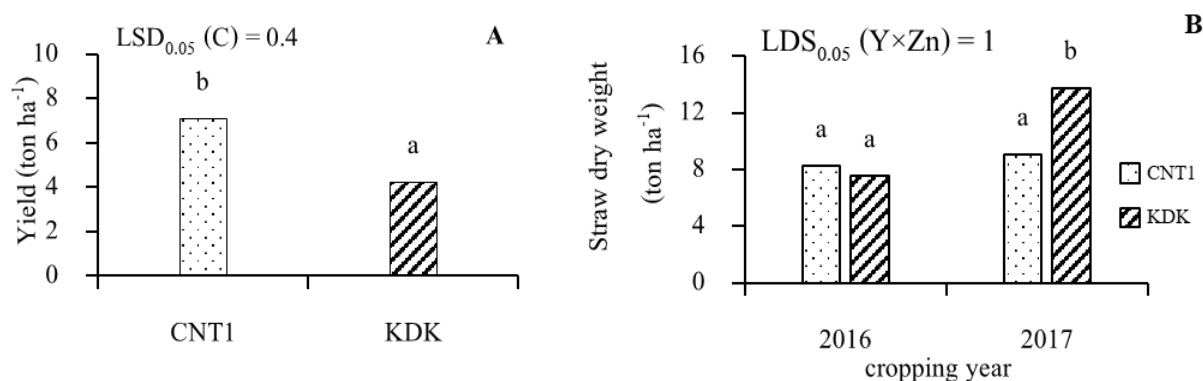 LSD0.05 (C) = 0.4
A
Yield (ton ha-1)
10
8
6
4
2
0
b
a
CNT1
KDK
B
LDS0.05 (Y×Zn) = 1
Straw dry weight
(ton ha-1)
16
12
8
4
0
a
a
a
b
CNT1
KDK
2016
2017
cropping year